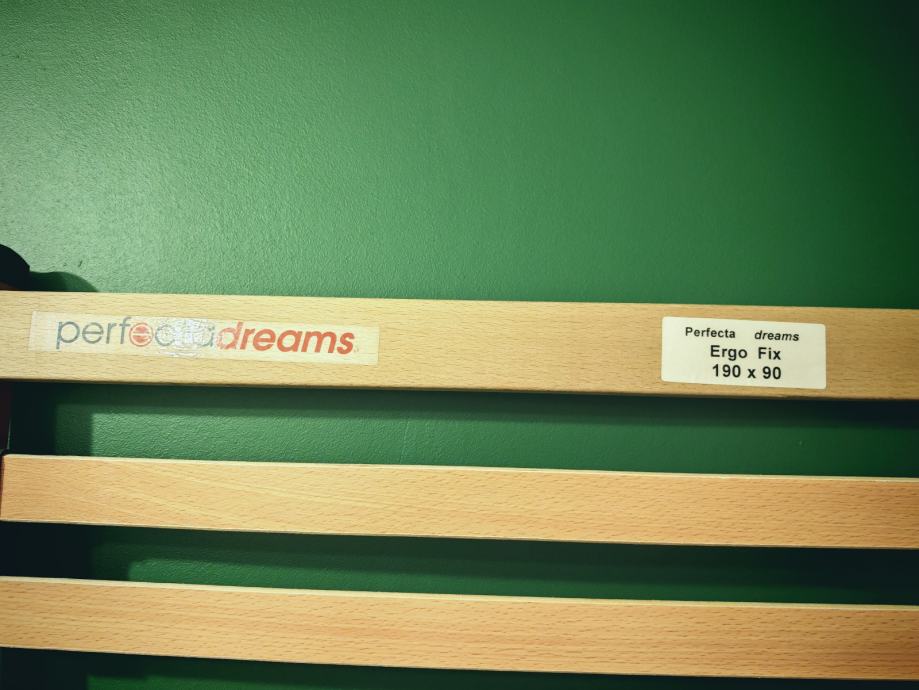 perfectadreams
Perfecta dreams
Ergo Fix
190 x 90